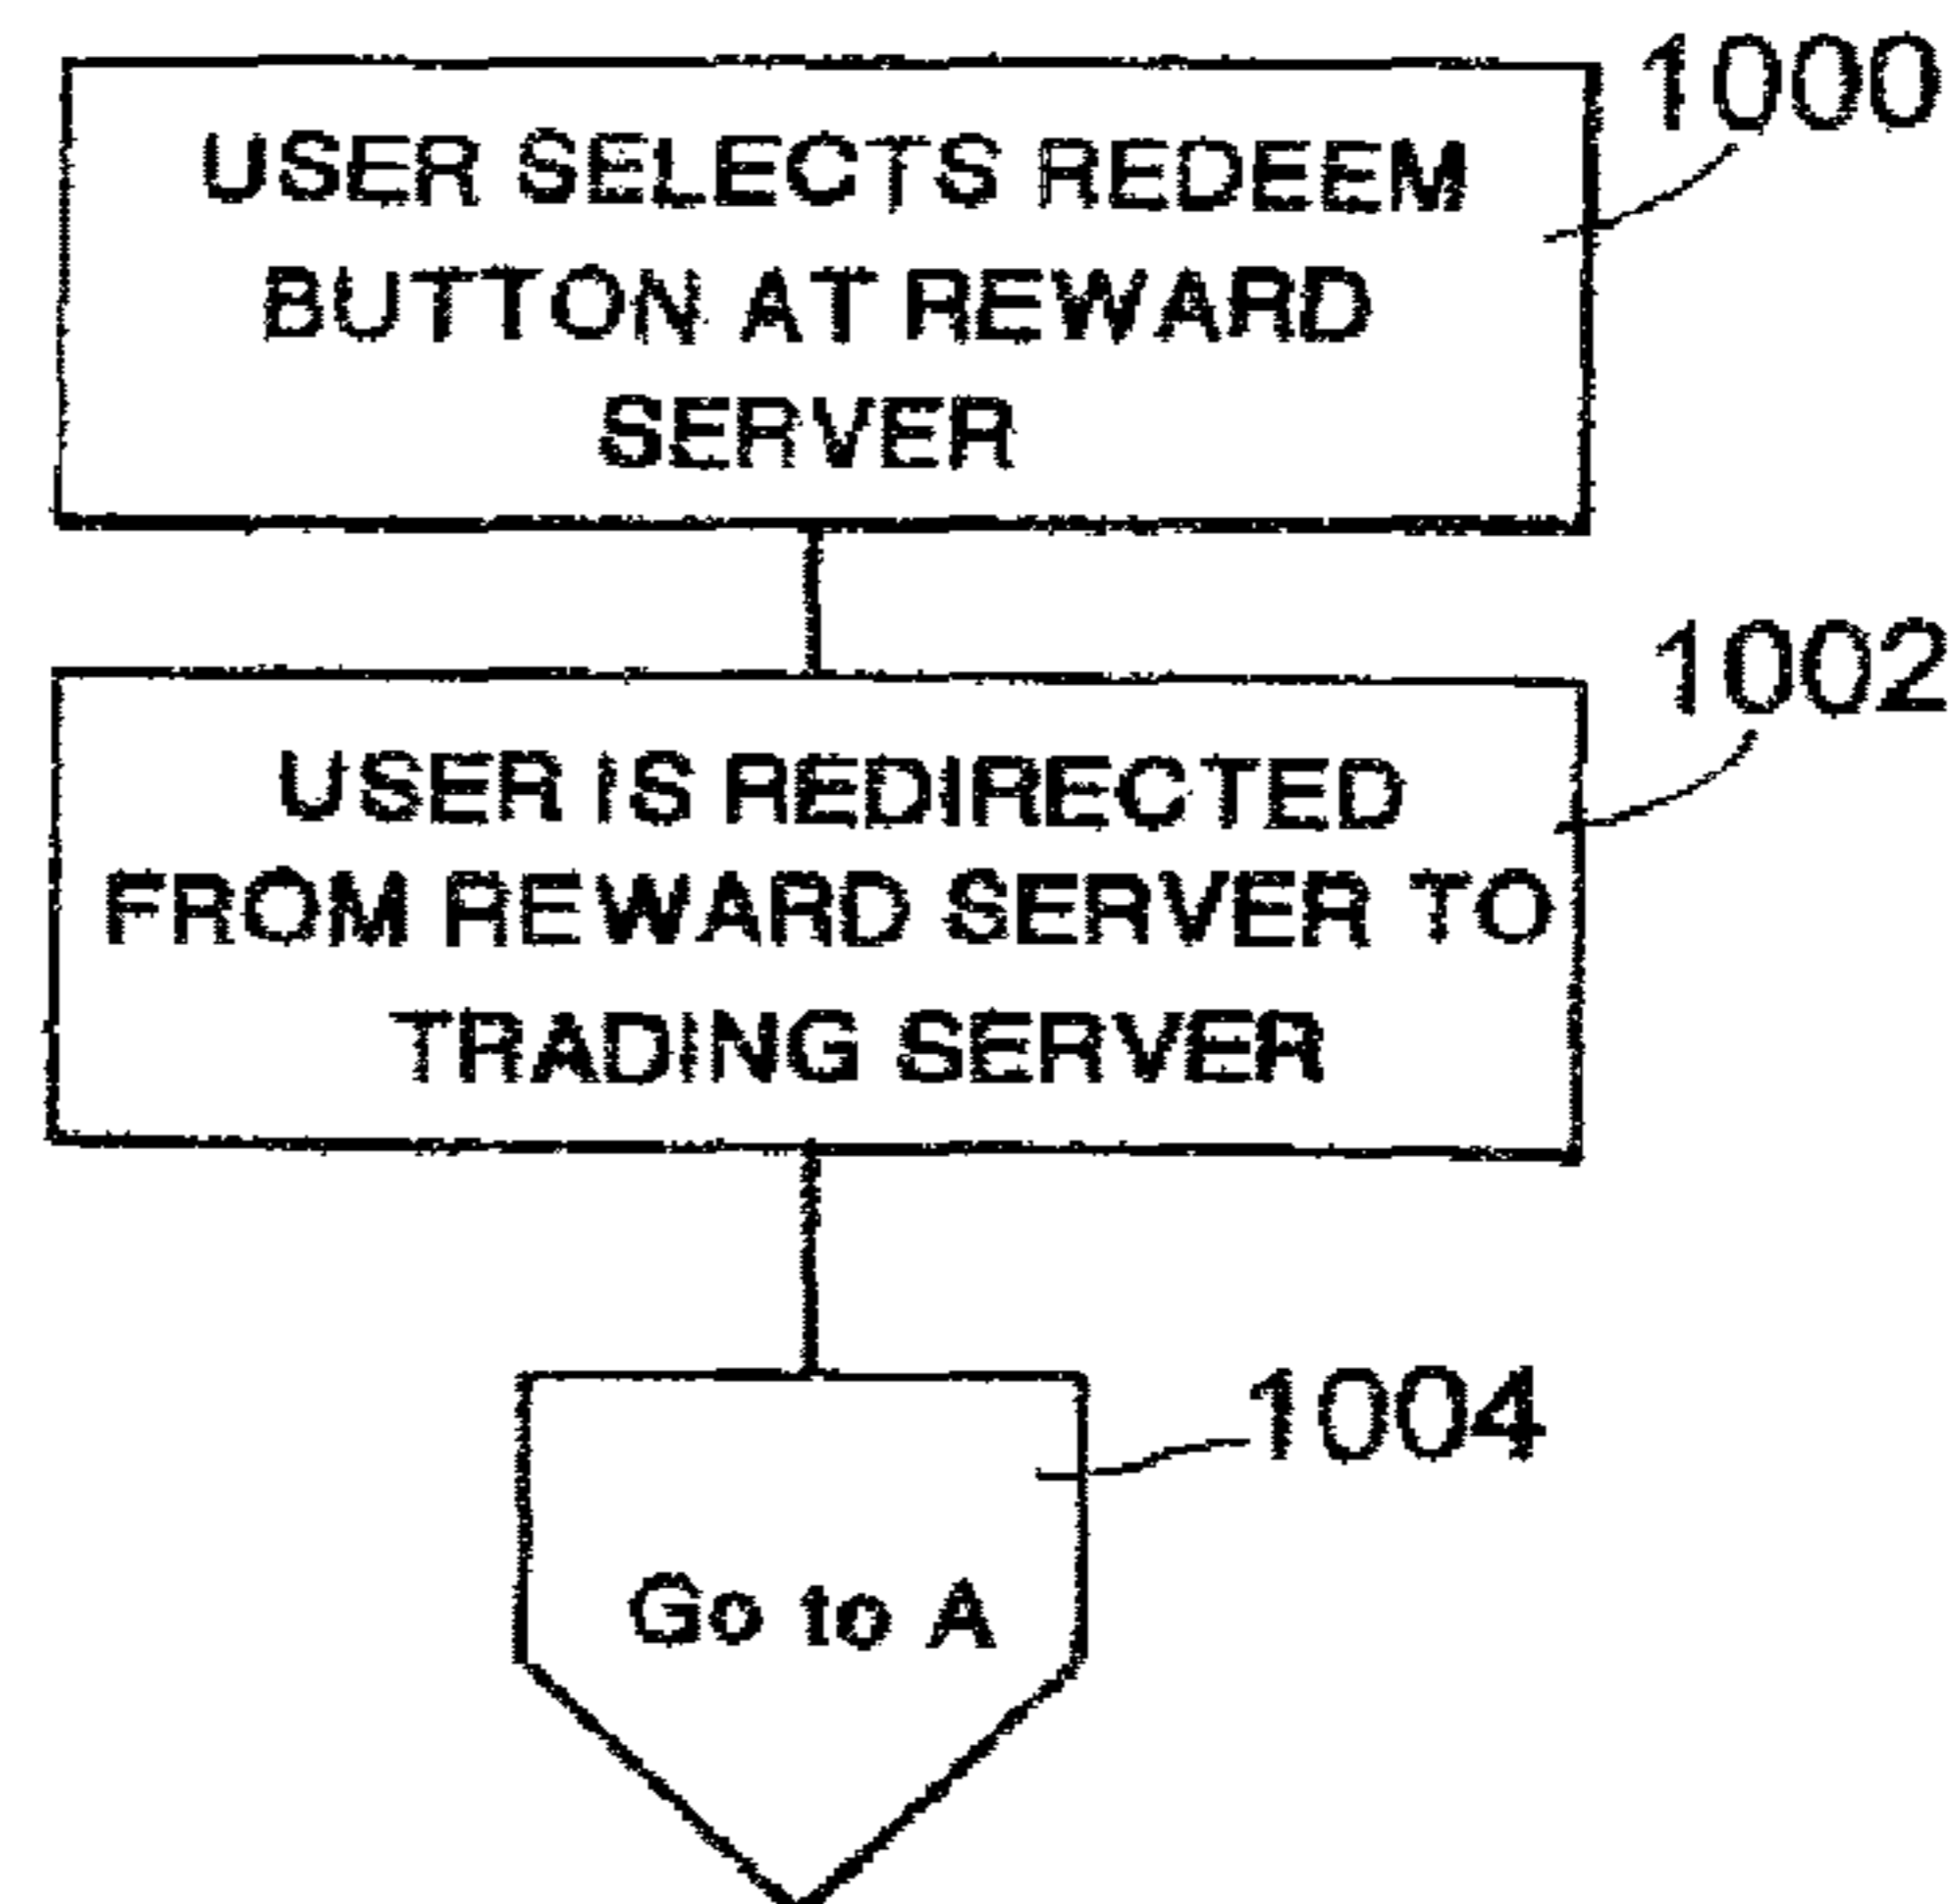 1000
USER SELECTS REDEEM
BUTTON AT REWARD
SERVER
1002
USER IS REDIRECTED
FROM REWARD SERVER TO
TRADING SERVER
1004
Go to A